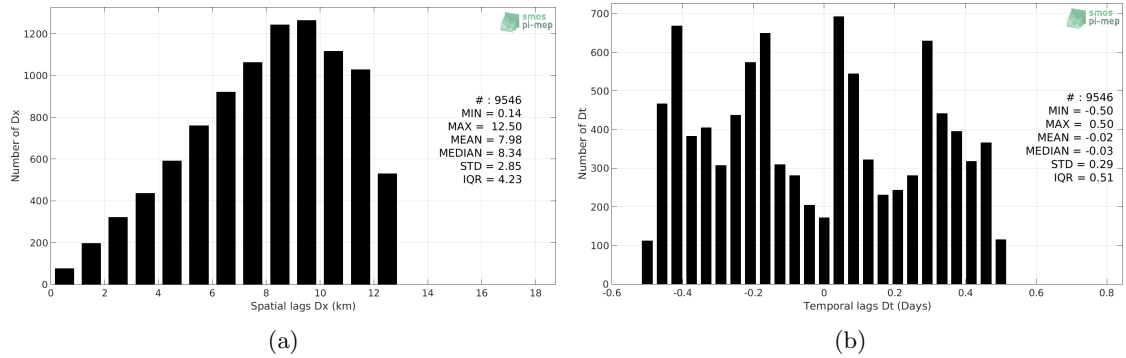 smos
pi-mep
1200
1000
800
600
400
200
0
Number of Dx
# : 9546
MIN = 0.14
MAX = 12.50
MEAN = 7.98
MEDIAN = 8.34
STD = 2.85
IQR = 4.23
0 2 4 6 8 10 12 14 16 18
Spatial lags Dx (km)
(a)
smos
pi-mep
700
600
500
400
300
200
100
0
Number of Dt
# : 9546
MIN = -0.50
MAX = 0.50
MEAN = -0.02
MEDIAN = -0.03
STD = 0.29
IQR = 0.51
-0.6 -0.4 -0.2 0 0.2 0.4 0.6 0.8
Temporal lags Dt (Days)
(b)